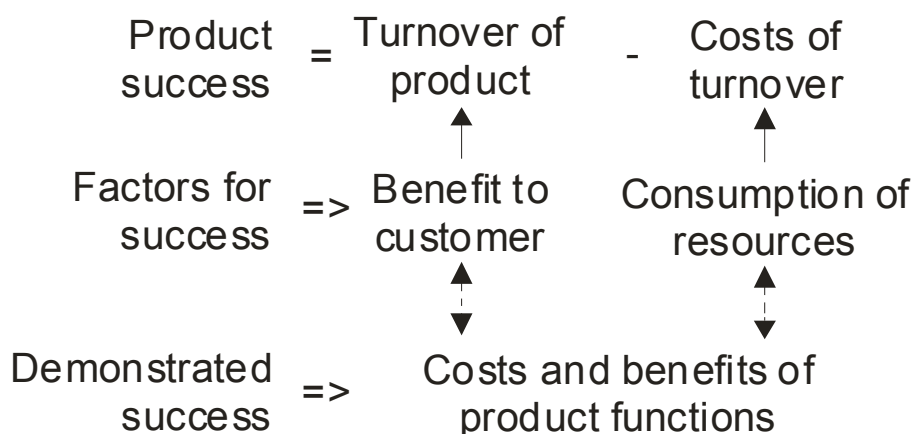 Product success = Turnover of product - Costs of turnover
Factors for success => Benefit to customer Consumption of resources
Demonstrated success => Costs and benefits of product functions